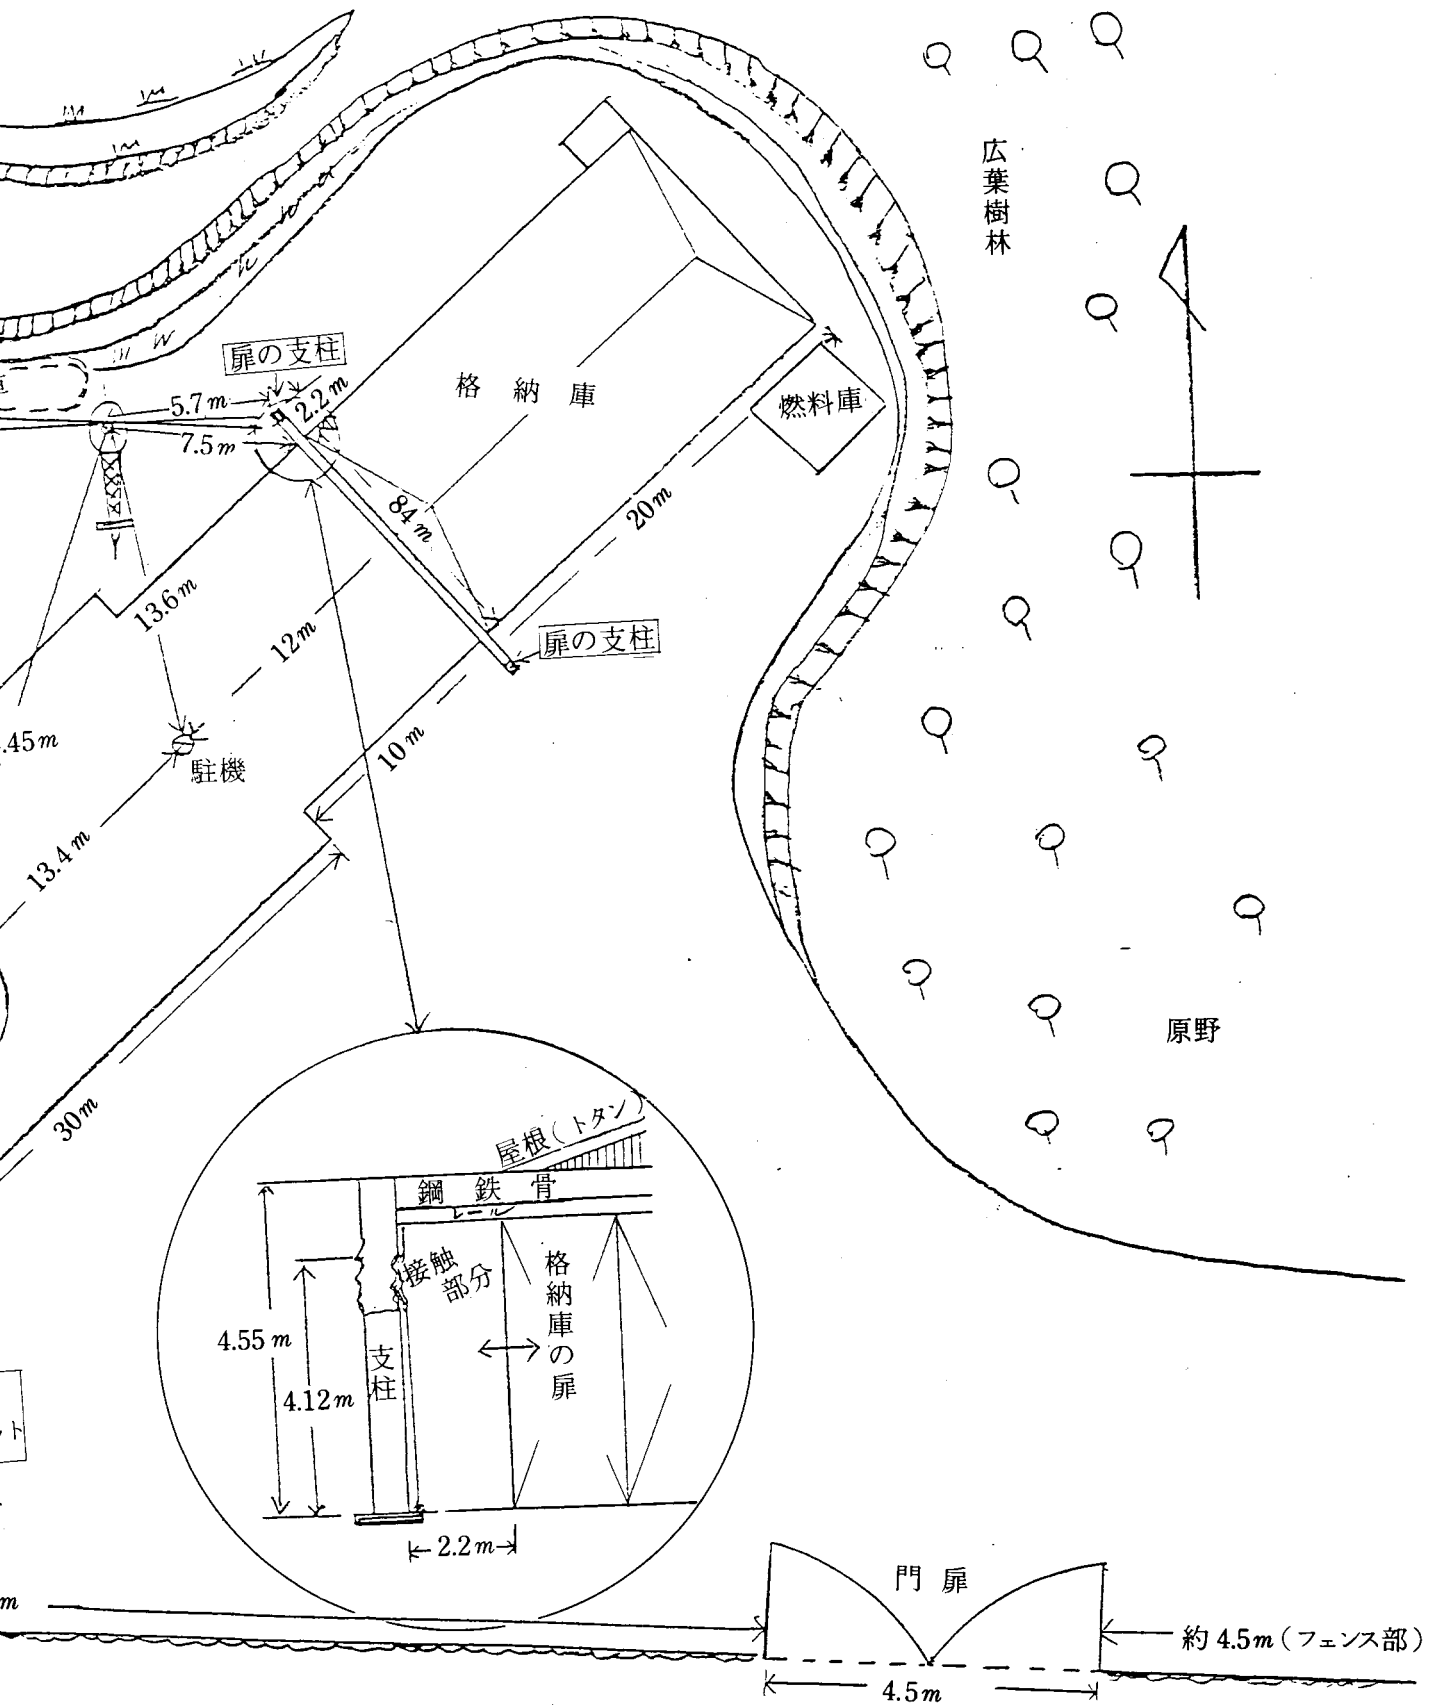 広葉樹林
扉の支柱
5.7m
2.2m
格納庫
燃料庫
7.5m
84m
20m
13.6m
12m
扉の支柱
.45m
駐機
10m
13.4m
原野
30m
屋根(トタン)
鋼鉄骨
レール
接触
部分
格納庫の扉
4.55m
支柱
4.12m
ット
2.2m
門扉
m
約4.5m(フェンス部)
4.5m